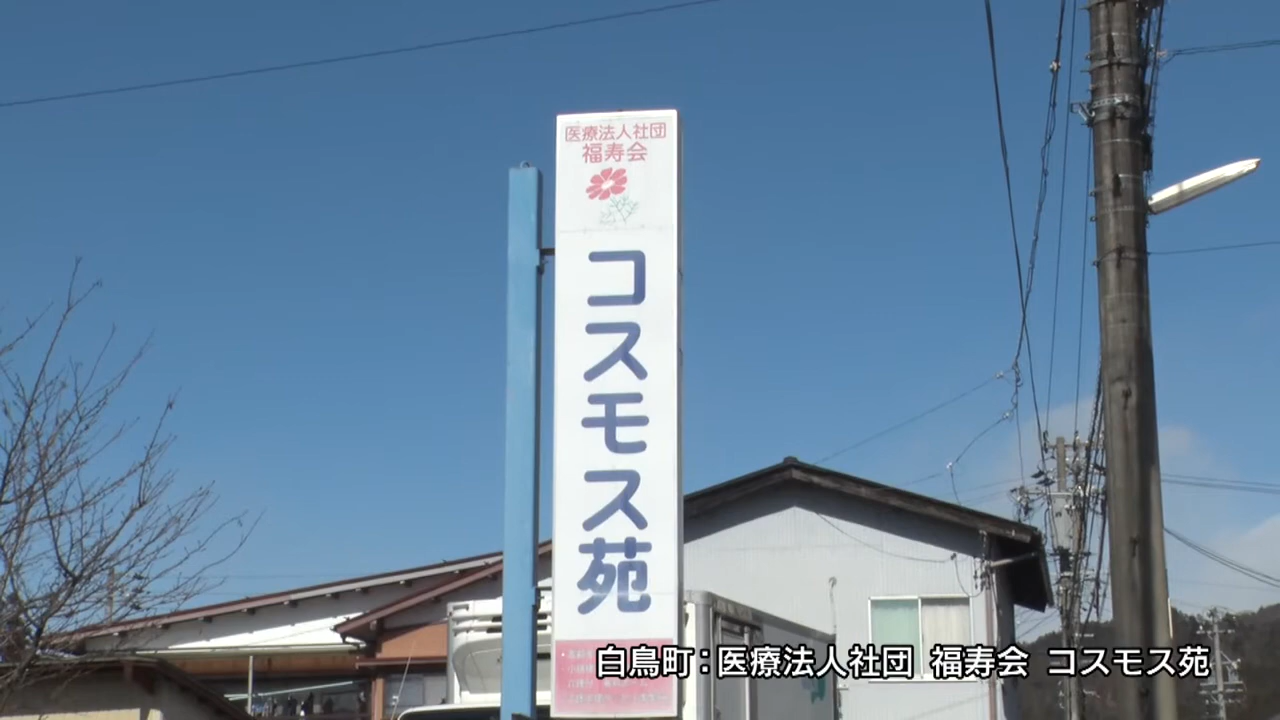 医療法人社団
福寿会
コスモス苑
白鳥町：医療法人社団 福寿会 コスモス苑